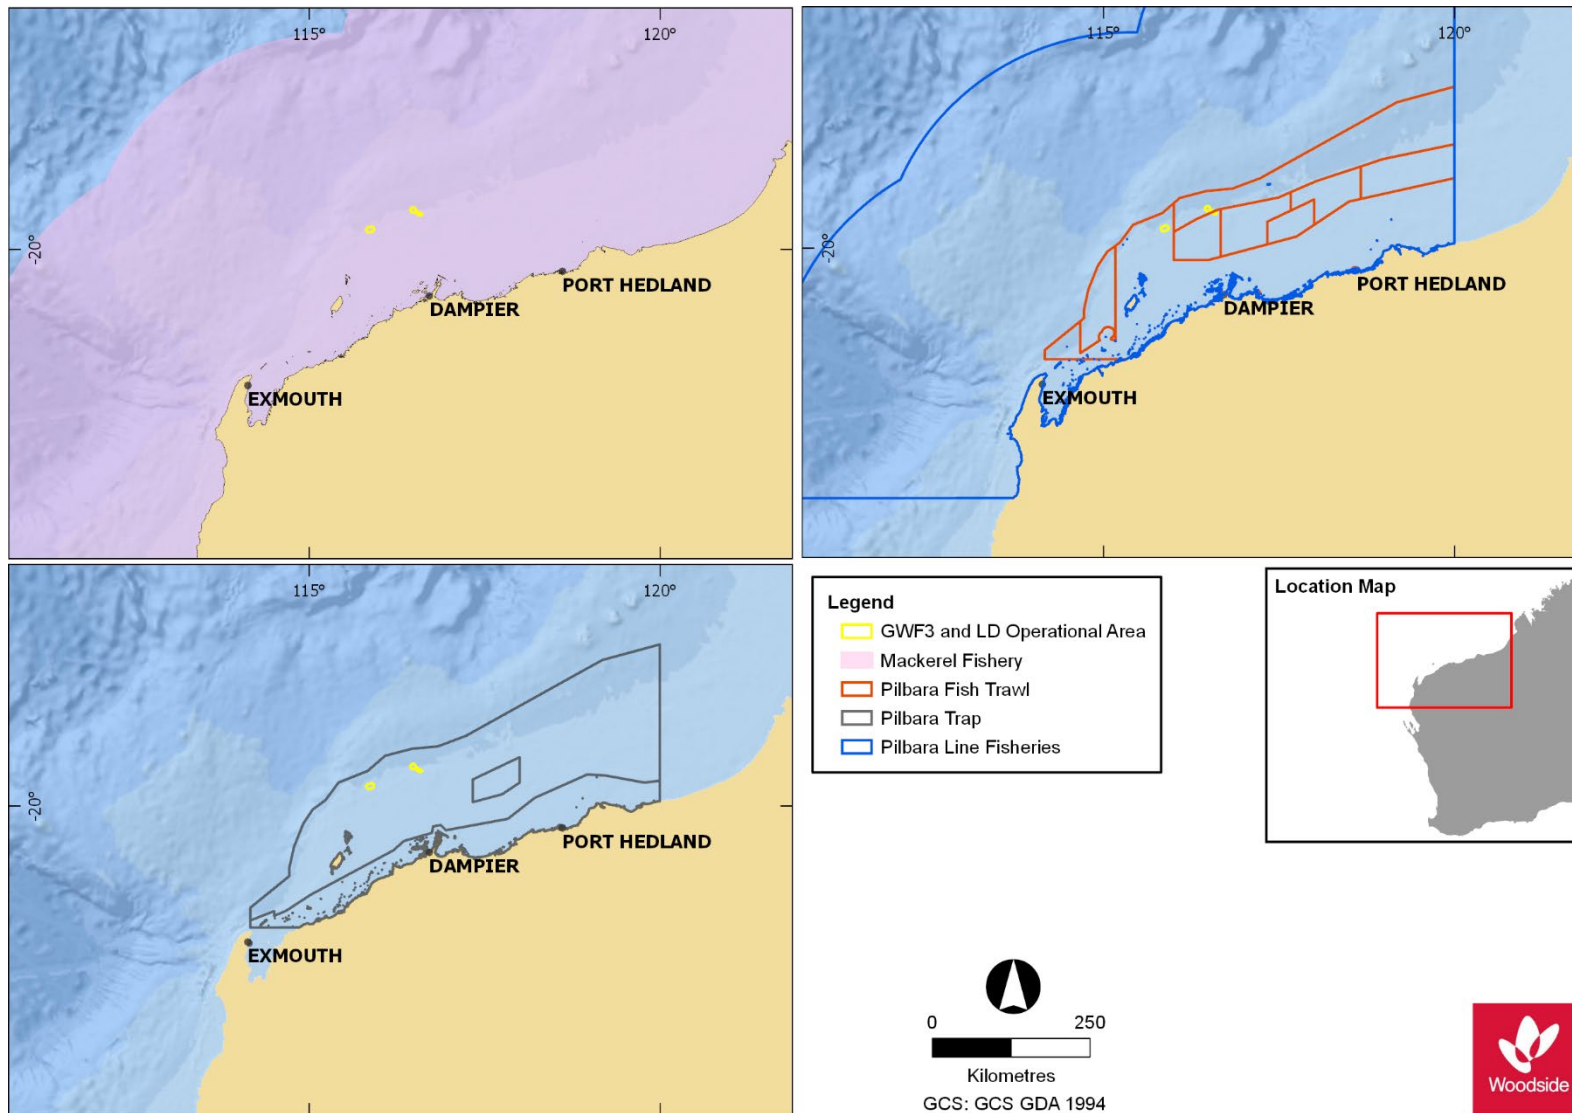 115°
120°
-20°
PORT HEDLAND
DAMPIER
EXMOUTH
115°
120°
-20°
PORT HEDLAND
DAMPIER
EXMOUTH
115°
120°
-20°
PORT HEDLAND
DAMPIER
EXMOUTH
Legend
GWF3 and LD Operational Area
Mackerel Fishery
Pilbara Fish Trawl
Pilbara Trap
Pilbara Line Fisheries
Location Map
0 250
Kilometres
GCS: GCS GDA 1994
Woodside